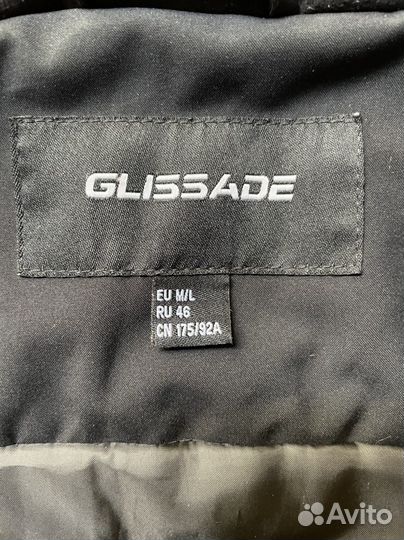 GLISSADE
EU M/L
RU 46
CN 175/92A
Avito